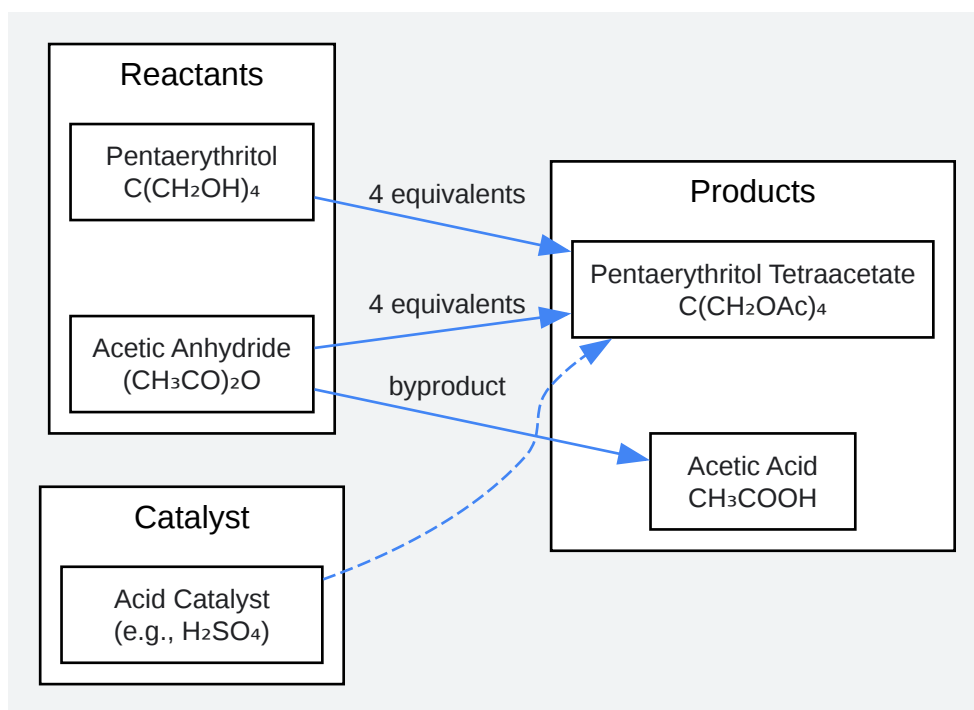 Reactants
Pentaerythritol
C(CH₂OH)₄
4 equivalents
Products
Pentaerythritol Tetraacetate
C(CH₂OAc)₄
4 equivalents
Acetic Anhydride
(CH₃CO)₂O
byproduct
Acetic Acid
CH₃COOH
Catalyst
Acid Catalyst
(e.g., H₂SO₄)